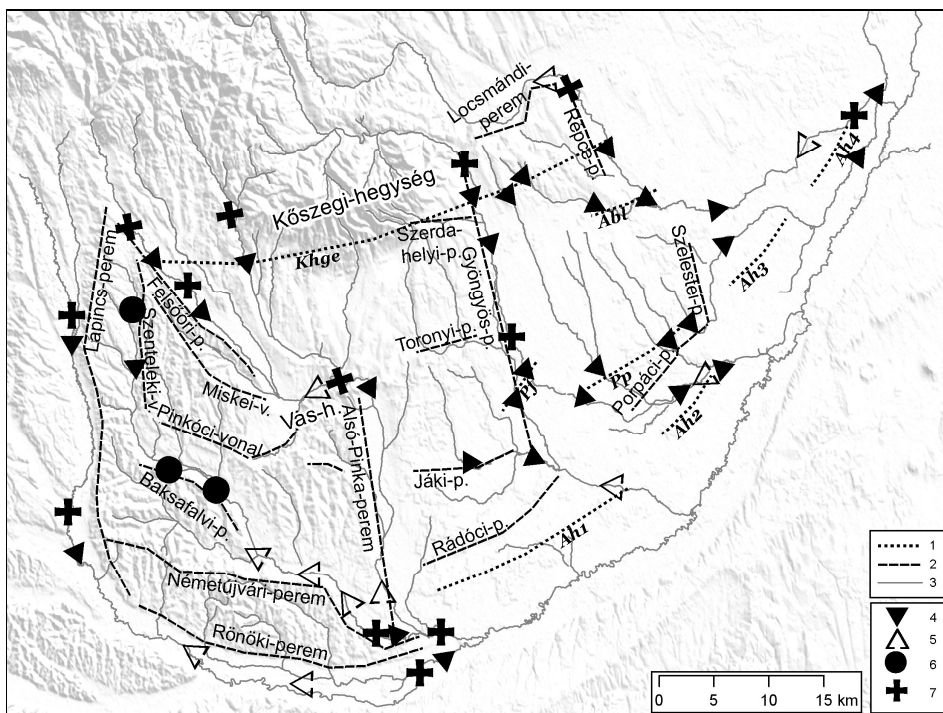 Locsmándi-
perem
Répce-p.
Ah4
Kőszegi-hegység
Abl
Khge
Szerda-
helyi-p.
Gyöngyös-p.
Szelestei-p.
Ah3
Lapincs-perem
Felsőőri-p.
Szenteléki-v.
Toronyi-p.
Pp
Porpáci-p.
Pj
Miskei-v.
Vas-h.
Ah2
Pinkóci-vonal
Alsó-Pinka-perem
Jáki-p.
Baksafalvi-p.
Rádóci-p.
Ah1
Németújvári-perem
Rönöki-perem
1
2
3
4
5
6
7
0 5 10 15 km